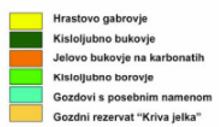 Hrastovo gabrovje
Kisloljubno bukovje
Jelovo bukovje na karbonatih
Kisloljubno borovje
Gozdovi s posebnim namenom
Gozdni rezervat "Kriva jelka"